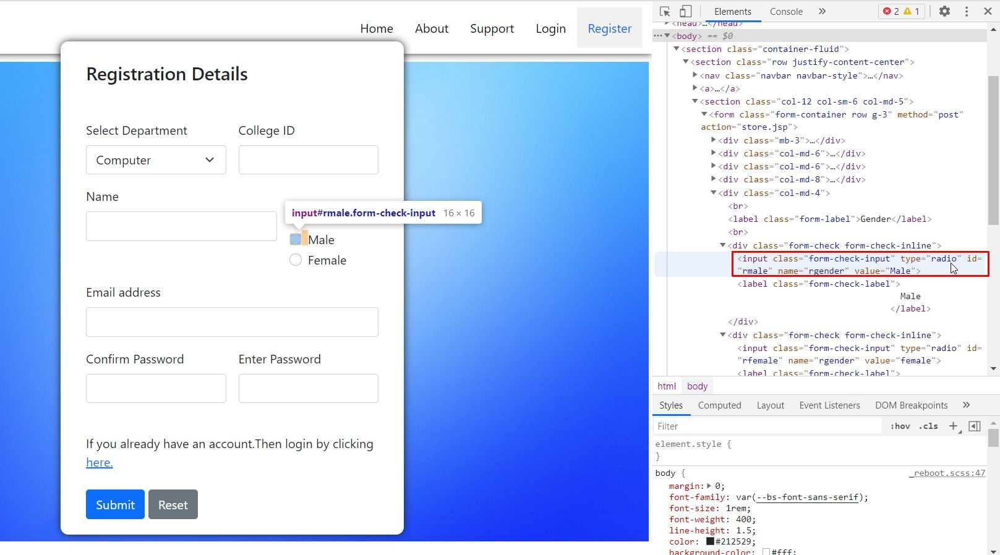 Home About Support Login Register
Registration Details
Select Department College ID
Computer
Name
input#rmale.form-check-input 16 × 16
Male
Female
Email address
Confirm Password Enter Password
If you already have an account.Then login by clicking
here.
Submit Reset
Elements Console » 2 1
<head>…</head>
<body> == $0
<section class="container-fluid">
<section class="row justify-content-center">
<nav class="navbar navbar-style">…</nav>
<a>…</a>
<section class="col-12 col-sm-6 col-md-5">
<form class="form-container row g-3" method="post"
action="store.jsp">
<div class="mb-3">…</div>
<div class="col-md-6">…</div>
<div class="col-md-6">…</div>
<div class="col-md-8">…</div>
<div class="col-md-4">
<br>
<label class="form-label">Gender</label>
<br>
<div class="form-check form-check-inline">
<input class="form-check-input" type="radio" id=
"rmale" name="rgender" value="Male">
<label class="form-check-label">
Male
</label>
</div>
<div class="form-check form-check-inline">
<input class="form-check-input" type="radio" id=
"rfemale" name="rgender" value="female">
<label class="form-check-label">
html body
Styles Computed Layout Event Listeners DOM Breakpoints »
Filter :hov .cls +
element.style {
}
body { _reboot.scss:47
margin: 0;
font-family: var(--bs-font-sans-serif);
font-size: 1rem;
font-weight: 400;
line-height: 1.5;
color: #212529;
background-color: #fff;